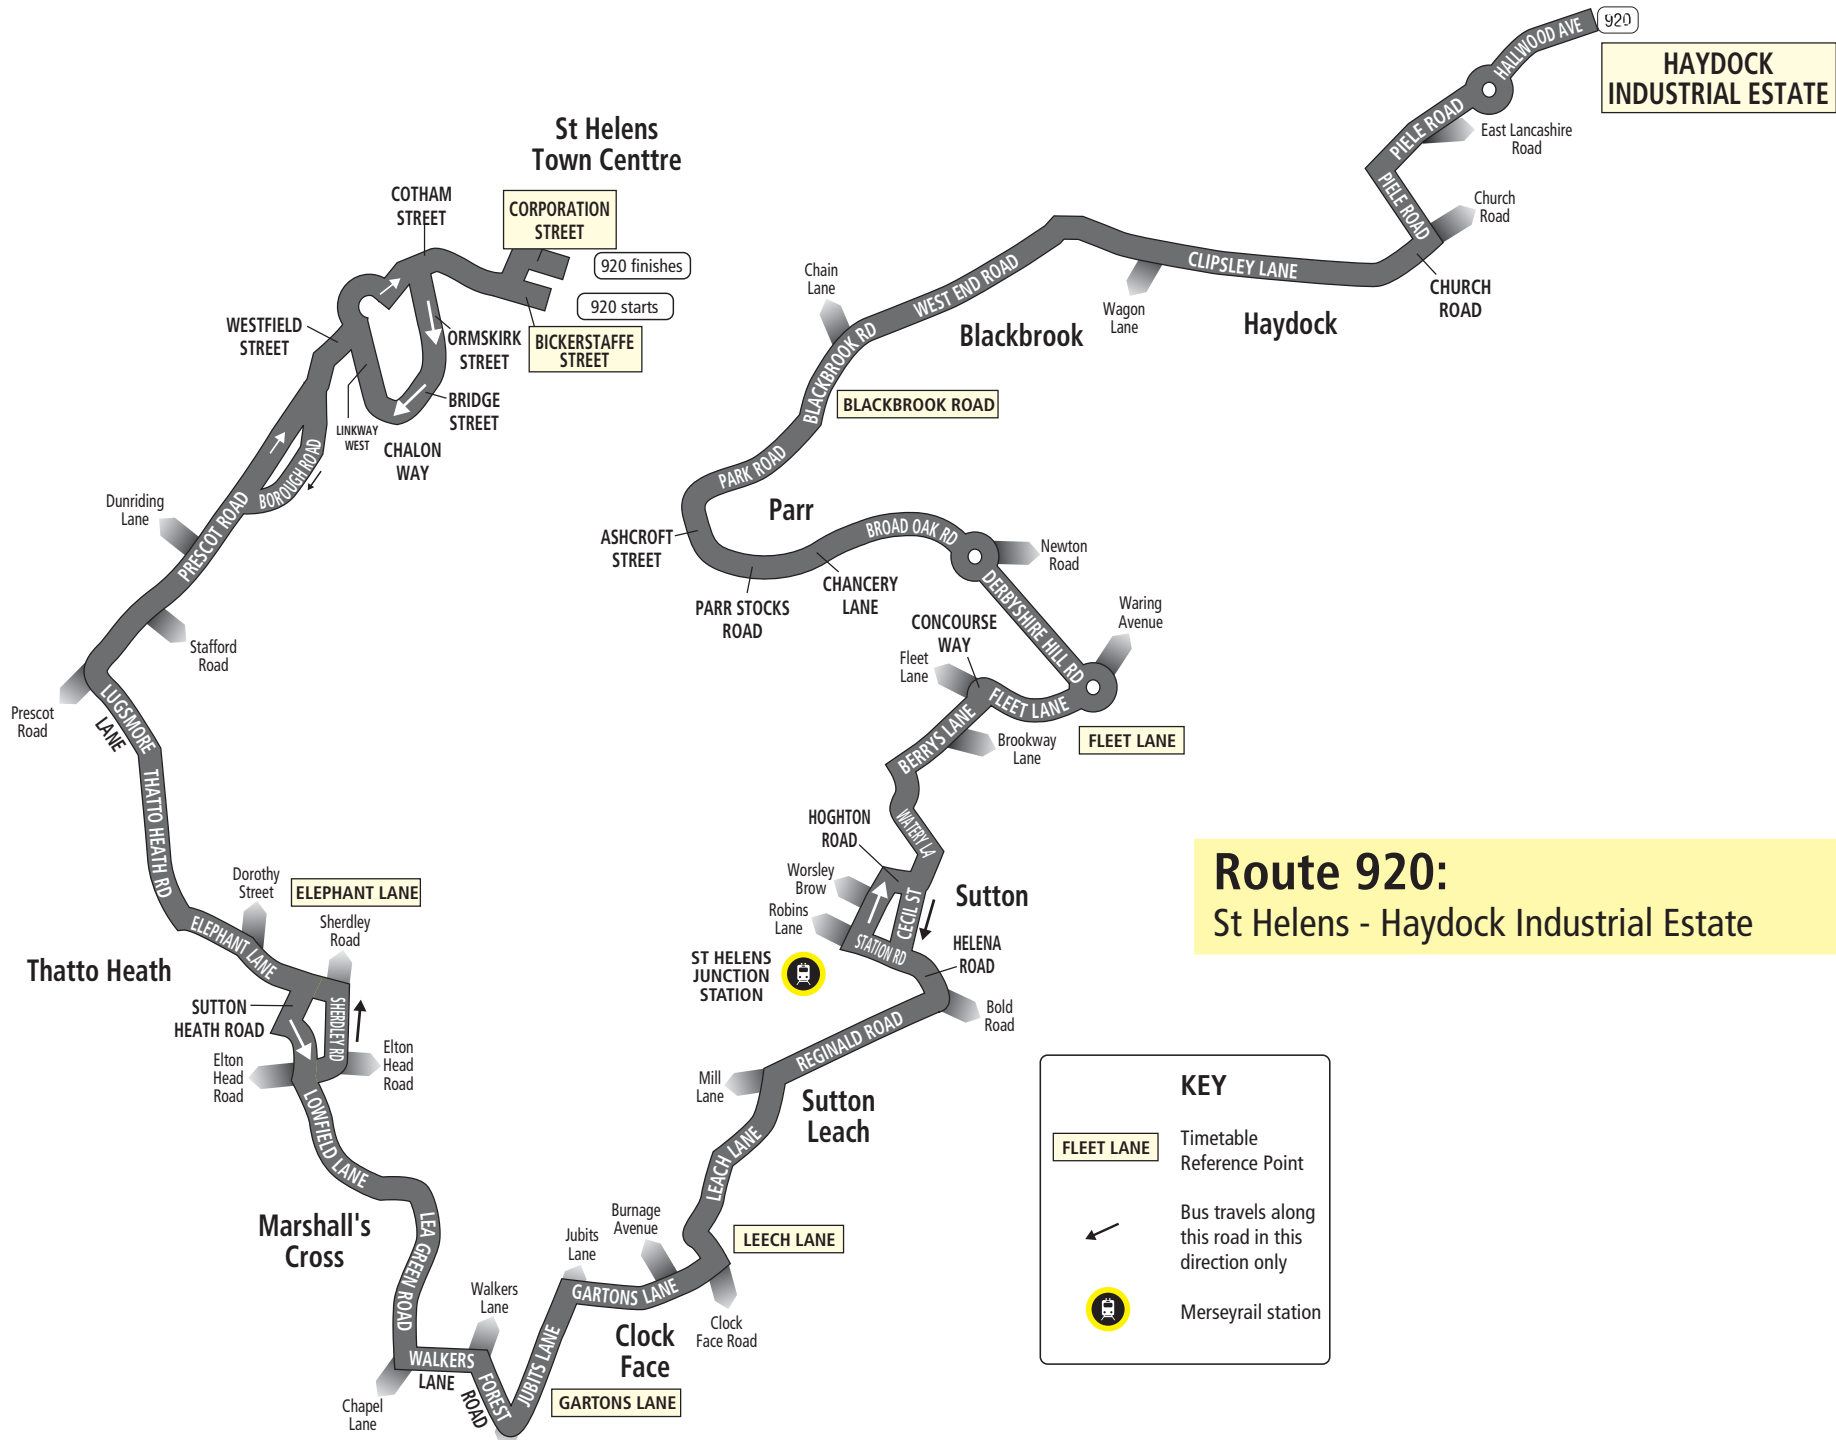 920
HALLWOOD AVE
HAYDOCK
INDUSTRIAL ESTATE
PIELE ROAD
East Lancashire
Road
PIELE ROAD
Church
Road
CHURCH
ROAD
CLIPSLEY LANE
Haydock
Wagon
Lane
Blackbrook
WEST END ROAD
Chain
Lane
BLACKBROOK RD
BLACKBROOK ROAD
PARK ROAD
Parr
ASHCROFT
STREET
PARR STOCKS
ROAD
CHANCERY
LANE
BROAD OAK RD
Newton
Road
DERBYSHIRE HILL RD
Waring
Avenue
CONCOURSE
WAY
Fleet
Lane
FLEET LANE
FLEET LANE
BERRYS LANE
Brookway
Lane
WATERY LA
HOGHTON
ROAD
Worsley
Brow
Robins
Lane
CECIL ST
STATION RD
Sutton
HELENA
ROAD
ST HELENS
JUNCTION
STATION
Bold
Road
REGINALD ROAD
Mill
Lane
Sutton
Leach
LEACH LANE
LEECH LANE
Burnage
Avenue
Jubits
Lane
GARTONS LANE
Clock
Face Road
Clock
Face
GARTONS LANE
JUBITS LANE
FOREST
ROAD
Walkers
Lane
WALKERS
LANE
Chapel
Lane
LEA GREEN ROAD
Marshall's
Cross
LOWFIELD LANE
Elton
Head
Road
Elton
Head
Road
SHERDLEY RD
SUTTON
HEATH ROAD
Thatto Heath
Sherdley
Road
ELEPHANT LANE
Dorothy
Street
ELEPHANT LANE
THATTO HEATH RD
LUGSMORE
LANE
Prescot
Road
Stafford
Road
Dunriding
Lane
PRESCOT ROAD
BOROUGH ROAD
WESTFIELD
STREET
LINKWAY
WEST
CHALON
WAY
BRIDGE
STREET
ORMSKIRK
STREET
COTHAM
STREET
St Helens
Town Centtre
CORPORATION
STREET
920 finishes
920 starts
BICKERSTAFFE
STREET
Route 920:
St Helens - Haydock Industrial Estate
KEY
FLEET LANE
Timetable
Reference Point
Bus travels along
this road in this
direction only
Merseyrail station